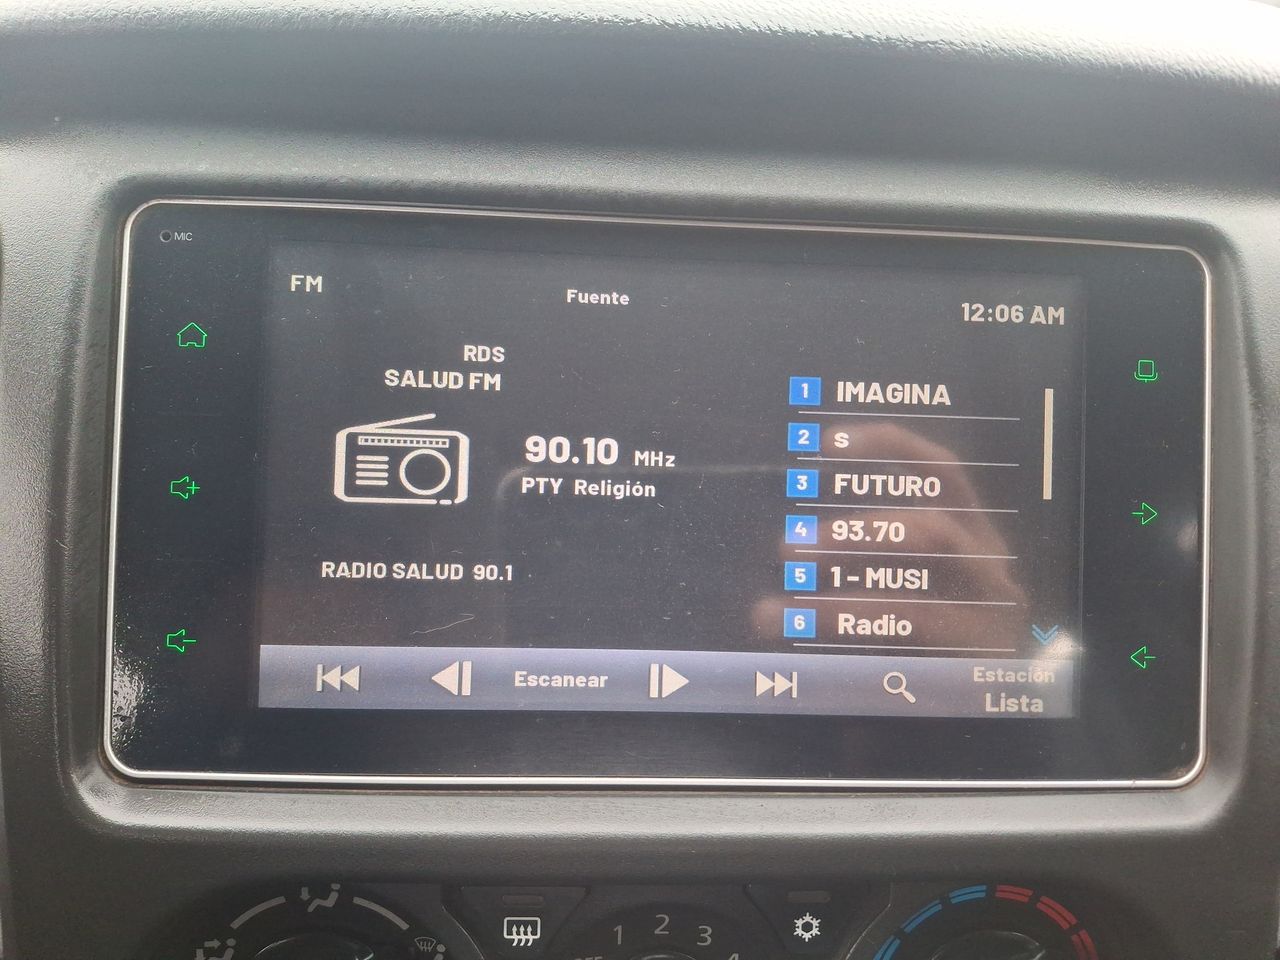 MIC
FM
Fuente
12:06 AM
RDS
SALUD FM
90.10 MHz
PTY Religión
RADIO SALUD 90.1
1 IMAGINA
2 s
3 FUTURO
4 93.70
5 1-MUSI
6 Radio
Escanear
Estación
Lista
1 2 3